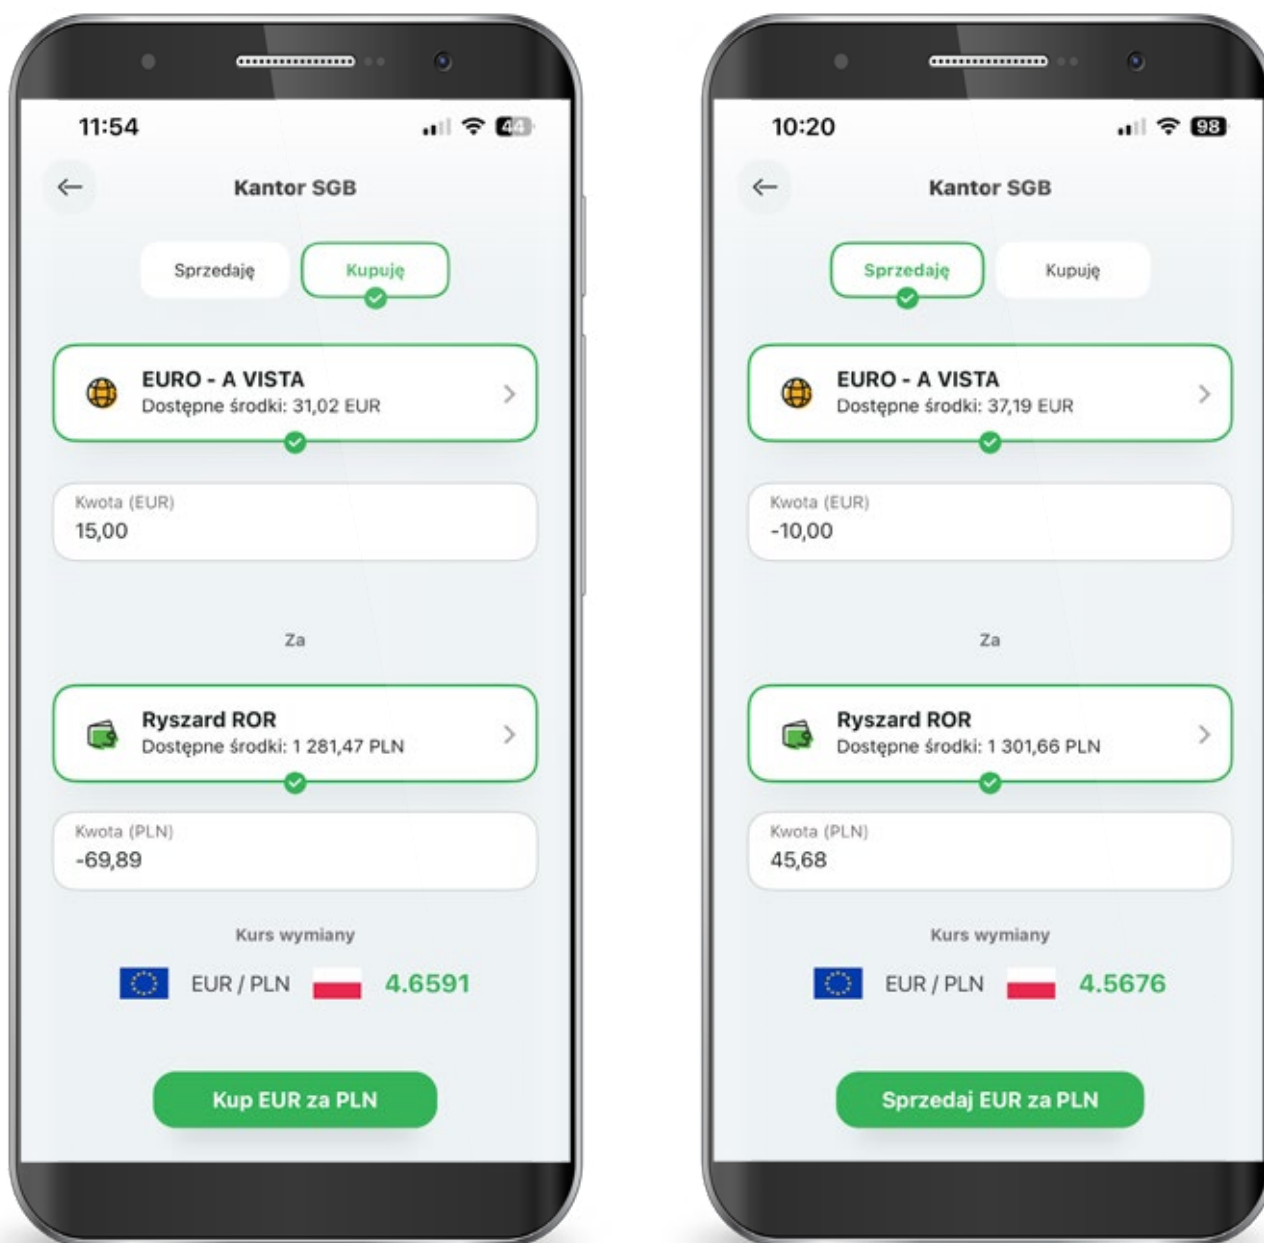 11:54
44
Kantor SGB
Sprzedaję
Kupuję
EURO - A VISTA
Dostępne środki: 31,02 EUR
Kwota (EUR)
15,00
Za
Ryszard ROR
Dostępne środki: 1 281,47 PLN
Kwota (PLN)
-69,89
Kurs wymiany
EUR / PLN 4.6591
Kup EUR za PLN
10:20
98
Kantor SGB
Sprzedaję
Kupuję
EURO - A VISTA
Dostępne środki: 37,19 EUR
Kwota (EUR)
-10,00
Za
Ryszard ROR
Dostępne środki: 1 301,66 PLN
Kwota (PLN)
45,68
Kurs wymiany
EUR / PLN 4.5676
Sprzedaj EUR za PLN